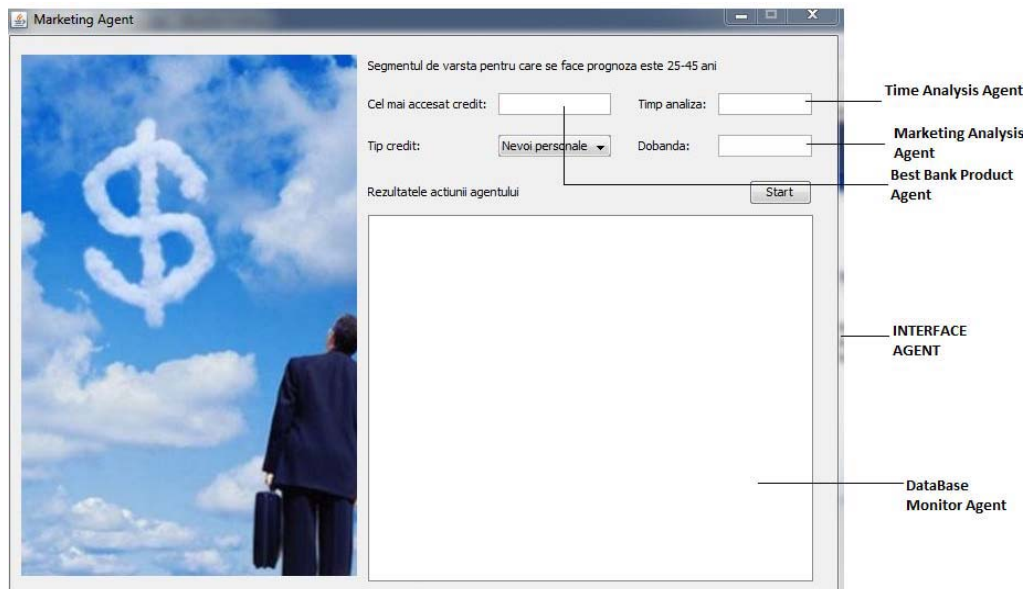 Marketing Agent
Segmentul de varsta pentru care se face prognoza este 25-45 ani
Cel mai accesat credit:
Timp analiza:
Tip credit:
Nevoi personale
Dobanda:
Rezultatele actiunii agentului
Start
Time Analysis Agent
Marketing Analysis
Agent
Best Bank Product
Agent
INTERFACE
AGENT
DataBase
Monitor Agent